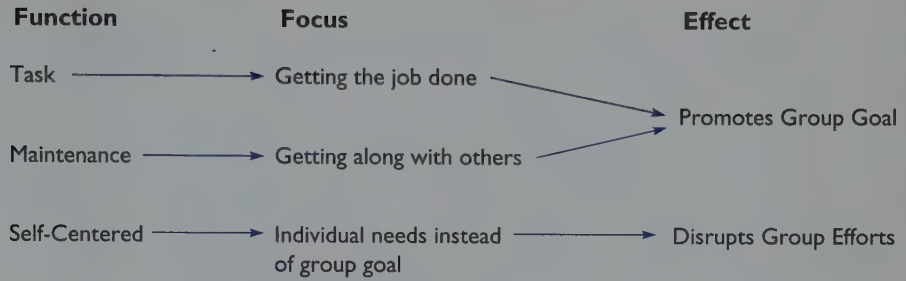 Function Focus Effect
Task Getting the job done
Promotes Group Goal
Maintenance Getting along with others
Self-Centered Individual needs instead Disrupts Group Efforts
of group goal